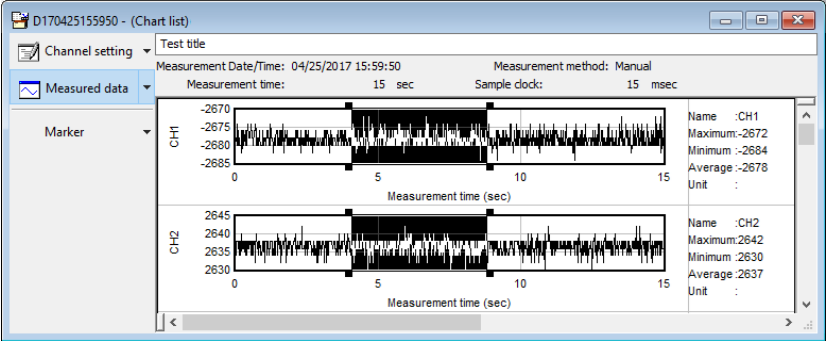 D170425155950 - (Chart list)
Channel setting
Measured data
Marker
Test title
Measurement Date/Time: 04/25/2017 15:59:50 Measurement method: Manual
Measurement time: 15 sec Sample clock: 15 msec
CH1
-2670
-2675
-2680
-2685
0 5 10 15
Measurement time (sec)
Name :CH1
Maximum:-2672
Minimum :-2684
Average :-2678
Unit :
CH2
2645
2640
2635
2630
0 5 10 15
Measurement time (sec)
Name :CH2
Maximum:2642
Minimum :2630
Average :2637
Unit :